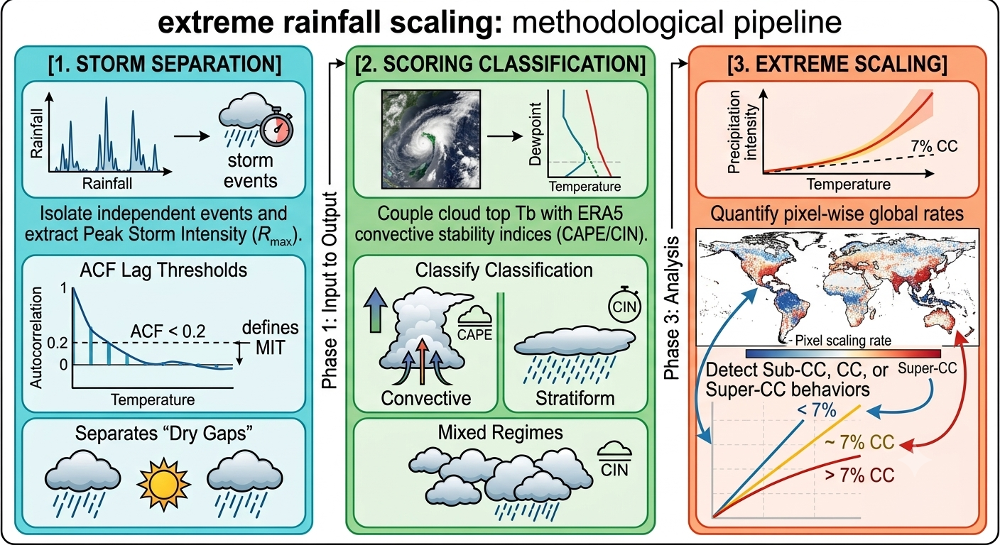 extreme rainfall scaling: methodological pipeline
[1. STORM SEPARATION]
Rainfall
Rainfall
storm
events
Isolate independent events and
extract Peak Storm Intensity (Rmax).
ACF Lag Thresholds
Autocorrelation
1
0.2
0
ACF < 0.2
defines
MIT
Temperature
Separates “Dry Gaps”
Phase 1: Input to Output
[2. SCORING CLASSIFICATION]
Dewpoint
Temperature
Couple cloud top Tb with ERA5
convective stability indices (CAPE/CIN).
Classify Classification
CAPE
Convective
CIN
Stratiform
Mixed Regimes
CIN
Phase 3: Analysis
[3. EXTREME SCALING]
Precipitation
intensity
7% CC
Temperature
Quantify pixel-wise global rates
Pixel scaling rate
Detect Sub-CC, CC, or
Super-CC
Super-CC behaviors
< 7%
~ 7% CC
> 7% CC